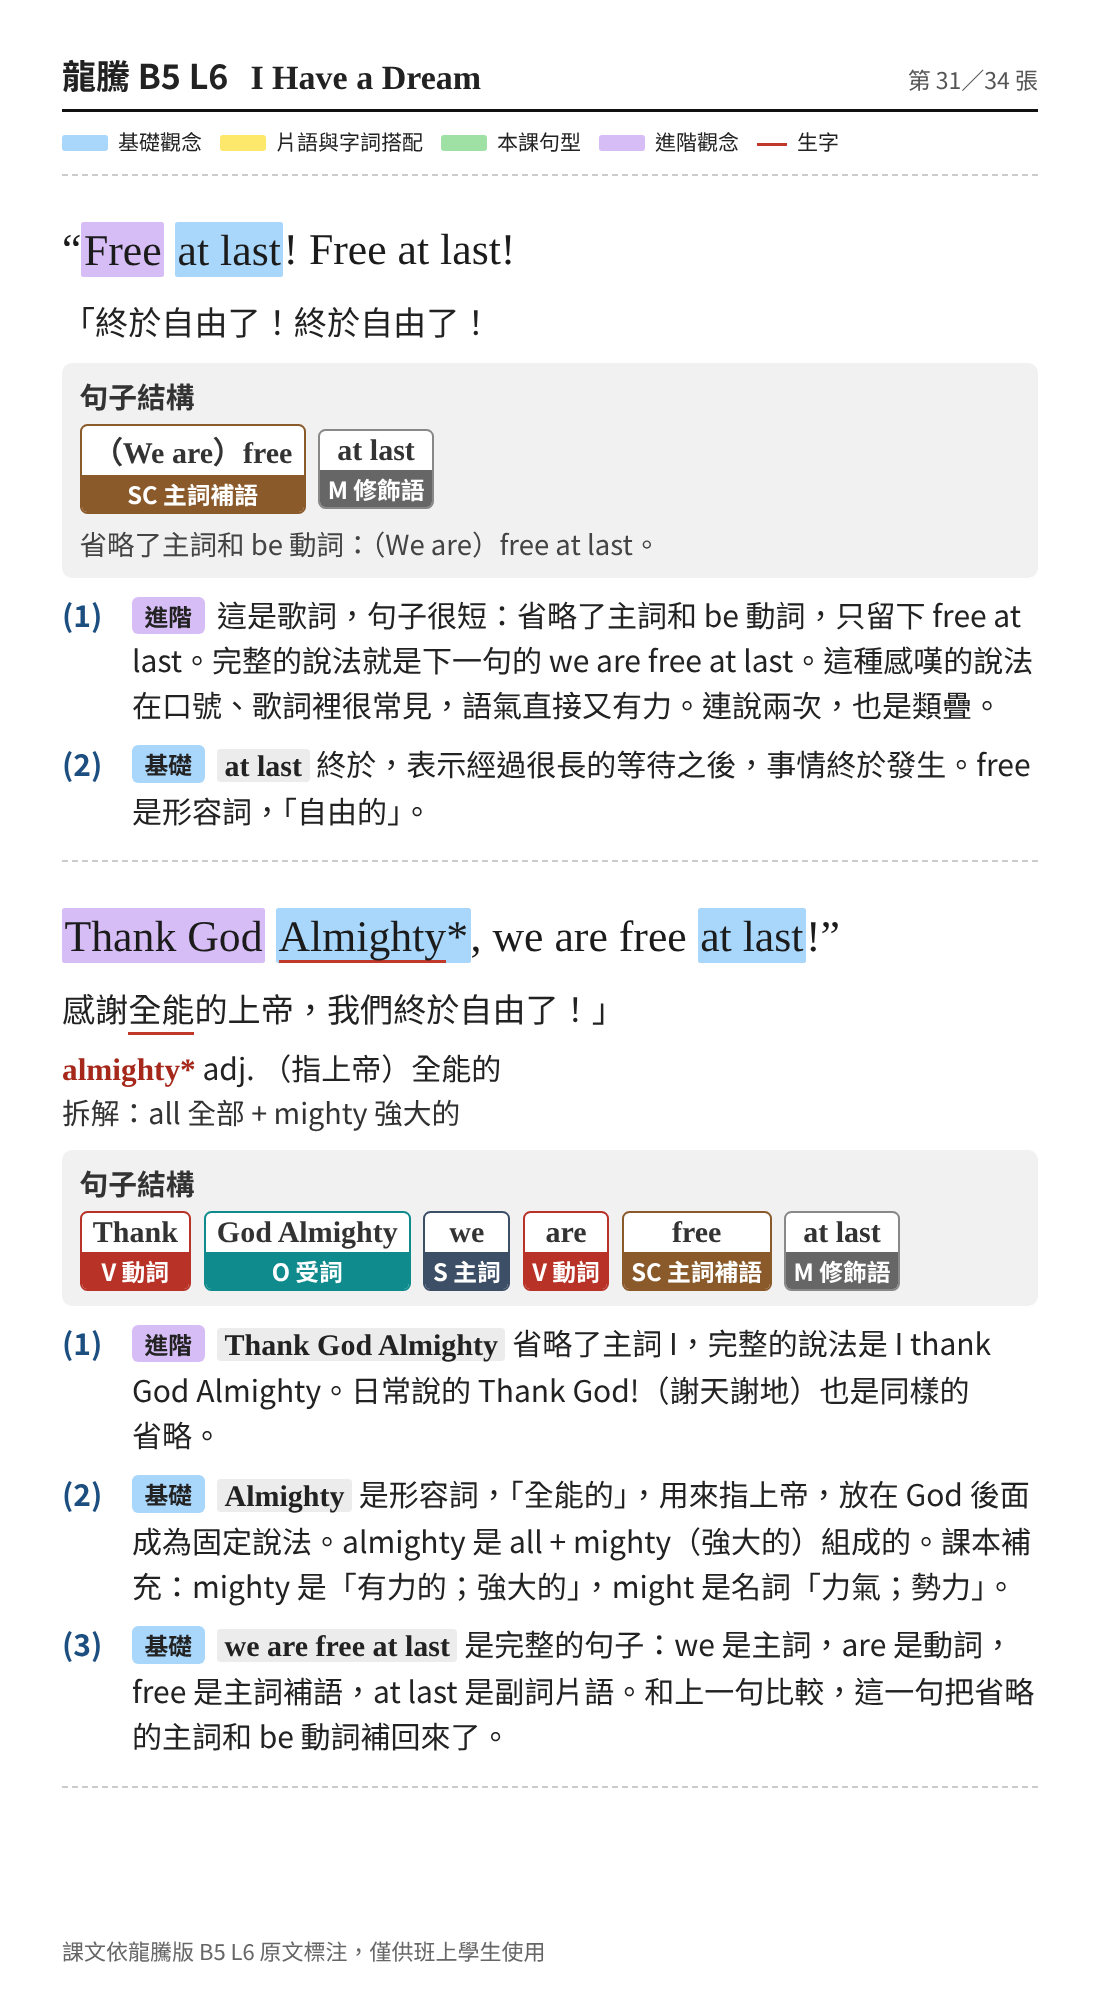 龍騰 B5 L6 I Have a Dream
第 31／34 張
基礎觀念 片語與字詞搭配 本課句型 進階觀念 生字
“Free at last! Free at last!
「終於自由了！終於自由了！
句子結構
（We are）free at last
SC 主詞補語 M 修飾語
省略了主詞和 be 動詞：（We are）free at last。
(1) 進階 這是歌詞，句子很短：省略了主詞和 be 動詞，只留下 free at
last。完整的說法就是下一句的 we are free at last。這種感嘆的說法
在口號、歌詞裡很常見，語氣直接又有力。連說兩次，也是類疊。
(2) 基礎 at last 終於，表示經過很長的等待之後，事情終於發生。free
是形容詞，「自由的」。
Thank God Almighty*, we are free at last!”
感謝全能的上帝，我們終於自由了！」
almighty* adj. （指上帝）全能的
拆解：all 全部 + mighty 強大的
句子結構
Thank God Almighty we are free at last
V 動詞 O 受詞 S 主詞 V 動詞 SC 主詞補語 M 修飾語
(1) 進階 Thank God Almighty 省略了主詞 I，完整的說法是 I thank
God Almighty。日常說的 Thank God!（謝天謝地）也是同樣的
省略。
(2) 基礎 Almighty 是形容詞，「全能的」，用來指上帝，放在 God 後面
成為固定說法。almighty 是 all + mighty（強大的）組成的。課本補
充：mighty 是「有力的；強大的」，might 是名詞「力氣；勢力」。
(3) 基礎 we are free at last 是完整的句子：we 是主詞，are 是動詞，
free 是主詞補語，at last 是副詞片語。和上一句比較，這一句把省略
的主詞和 be 動詞補回來了。
課文依龍騰版 B5 L6 原文標注，僅供班上學生使用